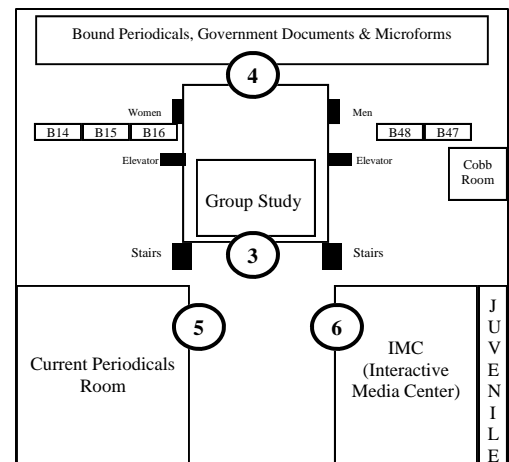 Bound Periodicals, Government Documents & Microforms
4
Women
Men
B14 B15 B16
B48 B47
Elevator
Elevator
Cobb
Room
Group Study
Stairs
3
Stairs
5
6
Current Periodicals
Room
IMC
(Interactive
Media Center)
J
U
V
E
N
I
L
E